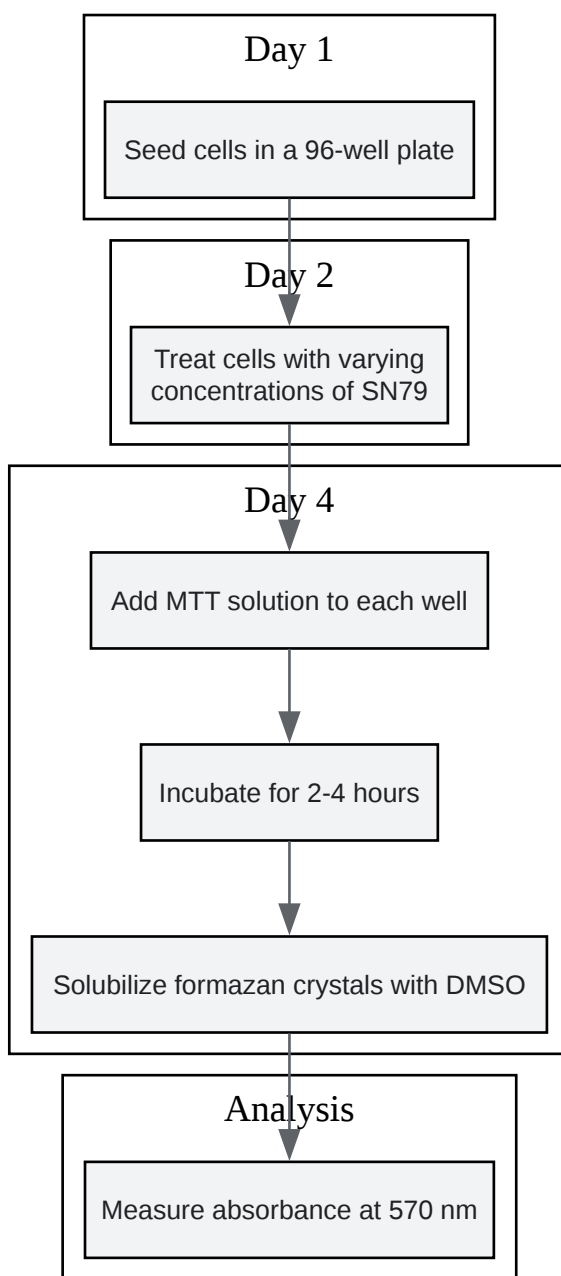 Day 1
Seed cells in a 96-well plate
Day 2
Treat cells with varying
concentrations of SN79
Day 4
Add MTT solution to each well
Incubate for 2-4 hours
Solubilize formazan crystals with DMSO
Analysis
Measure absorbance at 570 nm